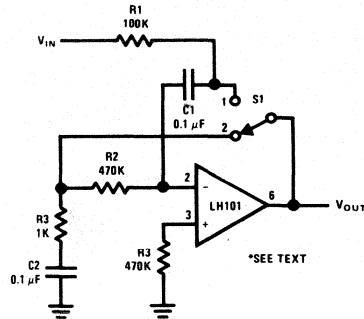 R1
100K
VIN
C1
0.1 μF
1
S1
2
R2
470K
2
−
LH101
6
VOUT
3
+
R3
1K
C2
0.1 μF
R3
470K
*SEE TEXT